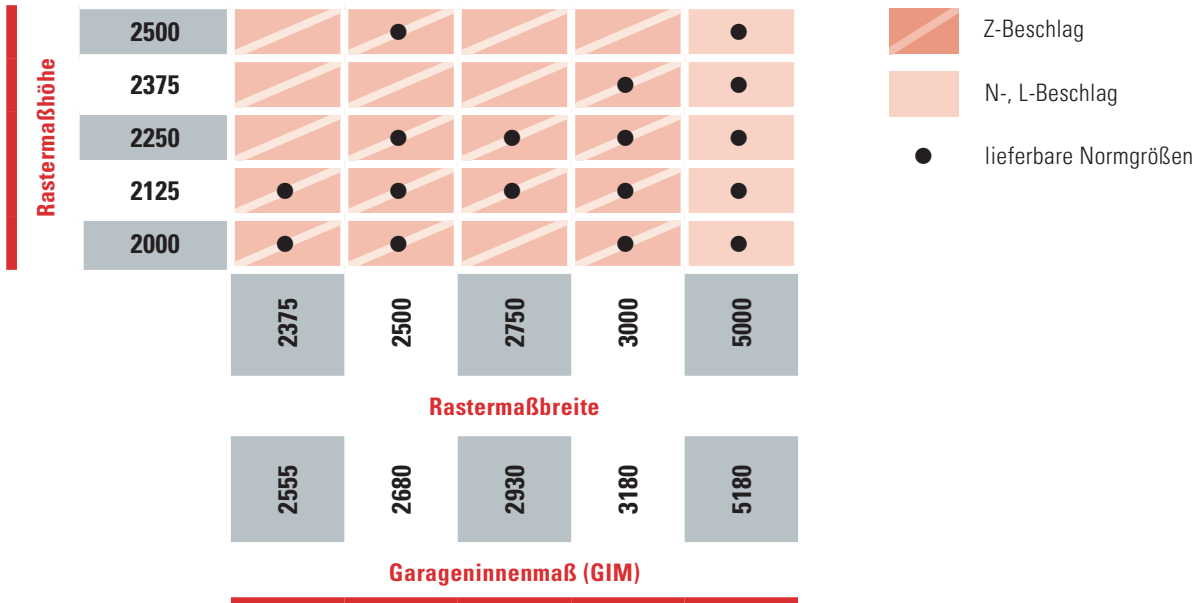 Rastermaßhöhe
2500
2375
2250
2125
2000
2375 2500 2750 3000 5000
Rastermaßbreite
2555 2680 2930 3180 5180
Garageninnenmaß (GIM)
Z-Beschlag
N-, L-Beschlag
lieferbare Normgrößen